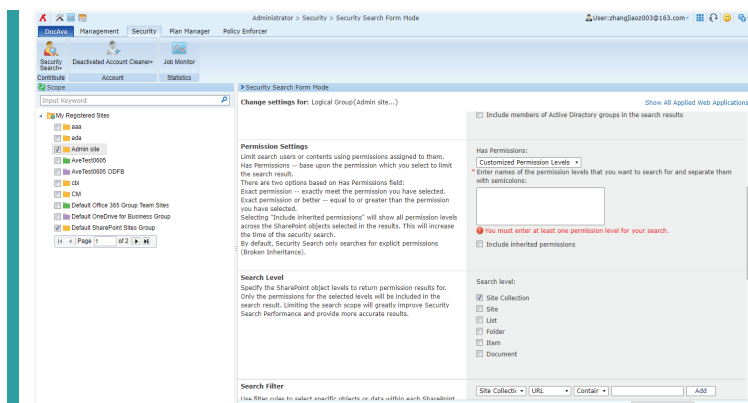 Administrator > Security > Security Search Form Mode
User:zhangjiaoz003@163.com
DocAve
Management
Security
Plan Manager
Policy Enforcer
Security
Search
Deactivated Account Cleaner
Job Monitor
Contribute
Account
Statistics
Scope
Security Search Form Mode
Input Keyword
Change settings for: Logical Group(Admin site...)
Show All Applied Web Applications
My Registered Sites
aaa
ada
Admin site
AveTest0605
AveTest0605 ODFB
cbi
CM
Default Office 365 Group Team Sites
Default OneDrive for Business Group
Default SharePoint Sites Group
Page 1 of 2
Include members of Active Directory groups in the search results
Permission Settings
Limit search users or contents using permissions assigned to them.
Has Permissions -- base upon the permission which you select to limit
the search result.
There are two options based on Has Permissions field:
Exact permission -- exactly meet the permission you have selected.
Exact permission or better -- equal to or greater than the permission
you have selected.
Selecting "Include inherited permissions" will show all permission levels
across the SharePoint objects selected in the results. This will increase
the time of the security search.
By default, Security Search only searches for explicit permissions
(Broken Inheritance).
Has Permissions:
Customized Permission Levels
* Enter names of the permission levels that you want to search for and separate them
with semicolons:
You must enter at least one permission level for your search.
Include inherited permissions
Search Level
Specify the SharePoint object levels to return permission results for.
Only the permissions for the selected levels will be included in the
search result. Limiting the search scope will greatly improve Security
Search Performance and provide more accurate results.
Search level:
Site Collection
Site
List
Folder
Item
Document
Search Filter
Use filter rules to select specific objects or data within each SharePoint
Site Collectic
URL
Contair
Add